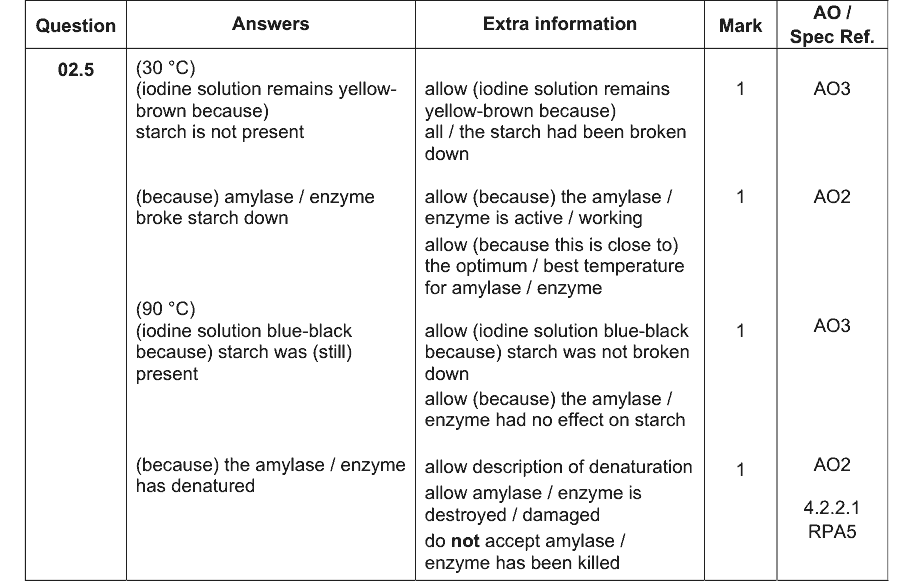 Question Answers Extra information Mark AO /
Spec Ref.
02.5 (30 °C)
(iodine solution remains yellow-
brown because)
starch is not present
allow (iodine solution remains
yellow-brown because)
all / the starch had been broken
down
1 AO3
(because) amylase / enzyme
broke starch down
allow (because) the amylase /
enzyme is active / working
allow (because this is close to)
the optimum / best temperature
for amylase / enzyme
1 AO2
(90 °C)
(iodine solution blue-black
because) starch was (still)
present
allow (iodine solution blue-black
because) starch was not broken
down
allow (because) the amylase /
enzyme had no effect on starch
1 AO3
(because) the amylase / enzyme
has denatured
allow description of denaturation
allow amylase / enzyme is
destroyed / damaged
do not accept amylase /
enzyme has been killed
1 AO2
4.2.2.1
RPA5